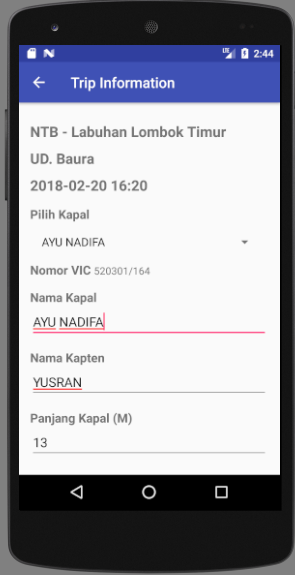 LTE 2:44
Trip Information
NTB - Labuhan Lombok Timur
UD. Baura
2018-02-20 16:20
Pilih Kapal
AYU NADIFA
Nomor VIC 520301/164
Nama Kapal
AYU NADIFA
Nama Kapten
YUSRAN
Panjang Kapal (M)
13